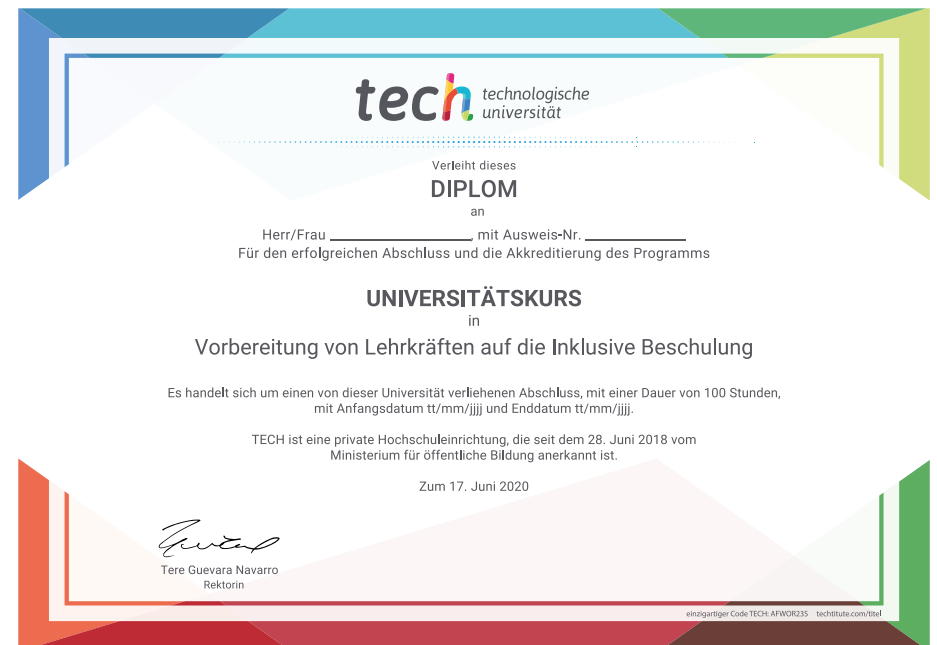 tech technologische
universität
Verleiht dieses
DIPLOM
an
Herr/Frau ______________, mit Ausweis-Nr. __________
Für den erfolgreichen Abschluss und die Akkreditierung des Programms
UNIVERSITÄTSKURS
in
Vorbereitung von Lehrkräften auf die Inklusive Beschulung
Es handelt sich um einen von dieser Universität verliehenen Abschluss, mit einer Dauer von 100 Stunden,
mit Anfangsdatum tt/mm/jjjj und Enddatum tt/mm/jjjj.
TECH ist eine private Hochschuleinrichtung, die seit dem 28. Juni 2018 vom
Ministerium für öffentliche Bildung anerkannt ist.
Zum 17. Juni 2020
Tere Guevara Navarro
Rektorin
einzigartiger Code TECH: AFWOR235 techtitute.com/titel